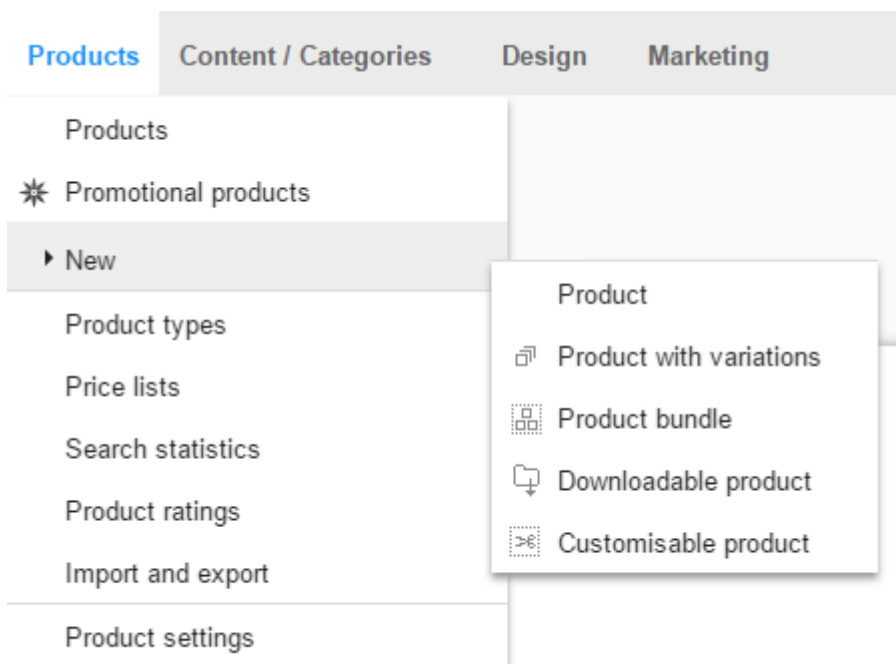 Products Content / Categories Design Marketing
Products
Promotional products
New
Product types
Price lists
Search statistics
Product ratings
Import and export
Product settings
Product
Product with variations
Product bundle
Downloadable product
Customisable product